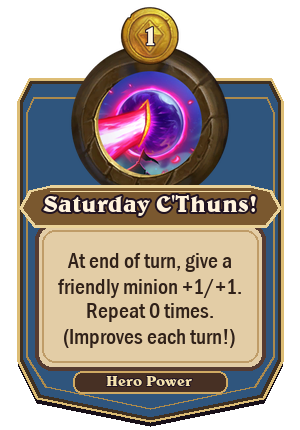 1
Saturday C'Thuns!
At end of turn, give a
friendly minion +1/+1.
Repeat 0 times.
(Improves each turn!)
Hero Power